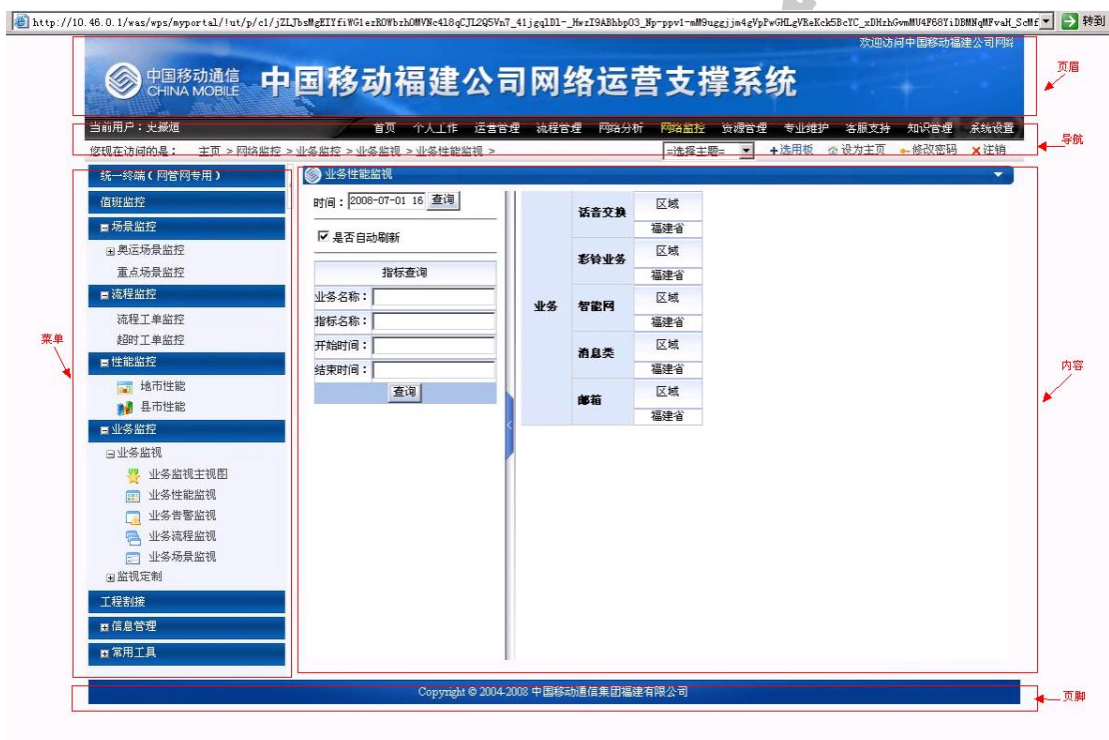 转到
欢迎访问中国移动福建公司网络
中国移动通信
CHINA MOBILE
中国移动福建公司网络运营支撑系统
页眉
当前用户：史最煊
首页 个人工作 运营管理 流程管理 网路分析 网路监控 资源管理 专业维护 客服支持 知识管理 系统设置
导航
您现在访问的是： 主页 > 网络监控 > 业务监控 > 业务监视 > 业务性能监视 >
=选择主题= +选用板 设为主页 修改密码 注销
统一终端(网管网专用)
值班监控
场景监控
奥运场景监控
重点场景监控
流程监控
流程工单监控
超时工单监控
性能监控
地市性能
县市性能
业务监控
业务监视
业务监视主视图
业务性能监视
业务告警监视
业务流程监视
业务场景监视
监视定制
工程割接
信息管理
常用工具
菜单
业务性能监视
时间：2008-07-01 16 查询
是否自动刷新
指标查询
业务名称：
指标名称：
开始时间：
结束时间：
查询
业务
话音交换 区域
福建省
彩铃业务 区域
福建省
智能网 区域
福建省
消息类 区域
福建省
邮箱 区域
福建省
内容
Copyright © 2004-2008 中国移动通信集团福建有限公司
页脚